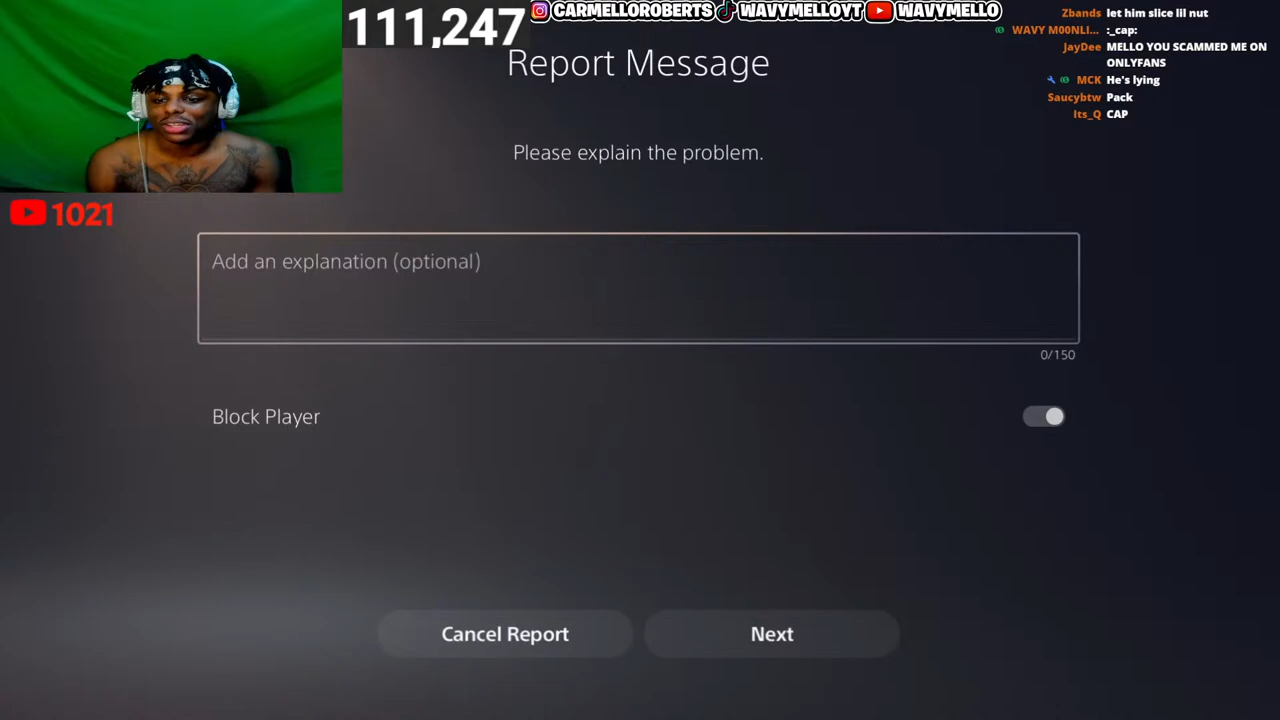 111,247
CARMELLOROBERTS WAVYMELLOYT WAVYMELLO
Zbands let him slice lil nut
WAVY M00NLI... :_cap:
JayDee MELLO YOU SCAMMED ME ON
ONLYFANS
MCK He's lying
Saucybtw Pack
Its_Q CAP
1021
Report Message
Please explain the problem.
Add an explanation (optional)
0/150
Block Player
Cancel Report
Next